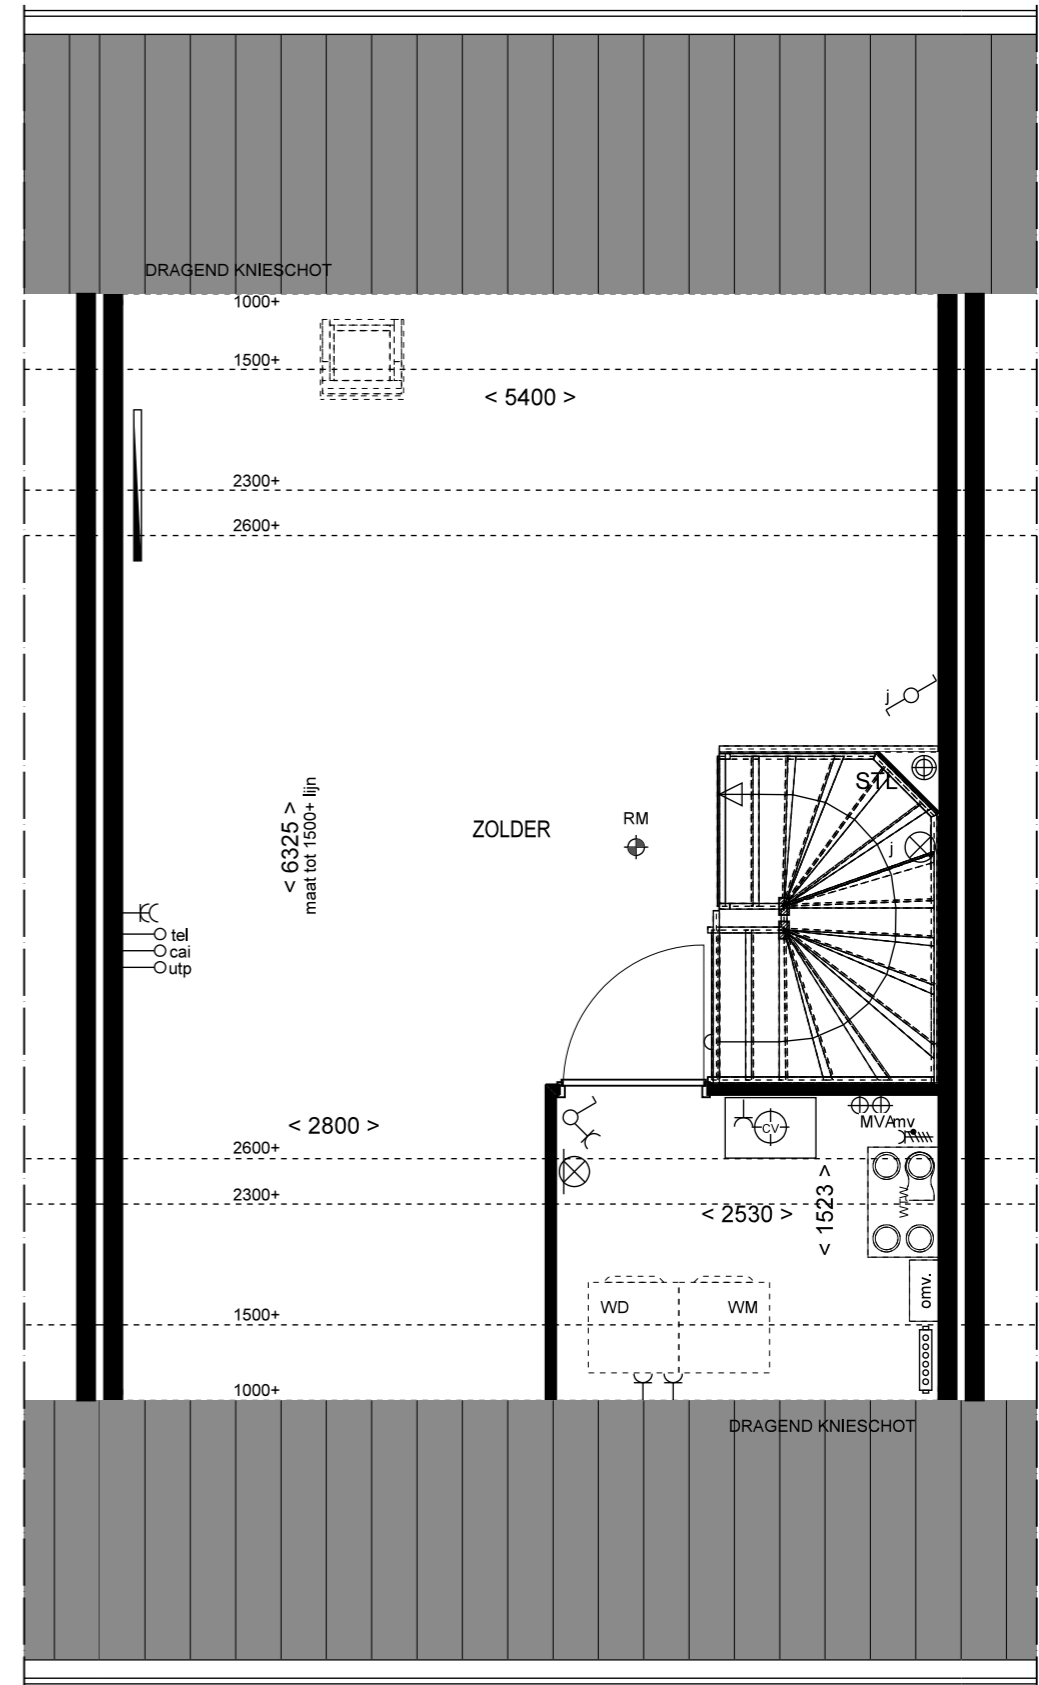 DRAGEND KNIESCHOT
1000+
1500+
< 5400 >
2300+
2600+
j
STL
< 6325 >
maat tot 1500+ lijn
ZOLDER
RM
j
tel
cai
utp
< 2800 >
CV
MVA
mv
2600+
2300+
< 2530 >
< 1523 >
WTW
WD
WM
omv.
1500+
1000+
DRAGEND KNIESCHOT